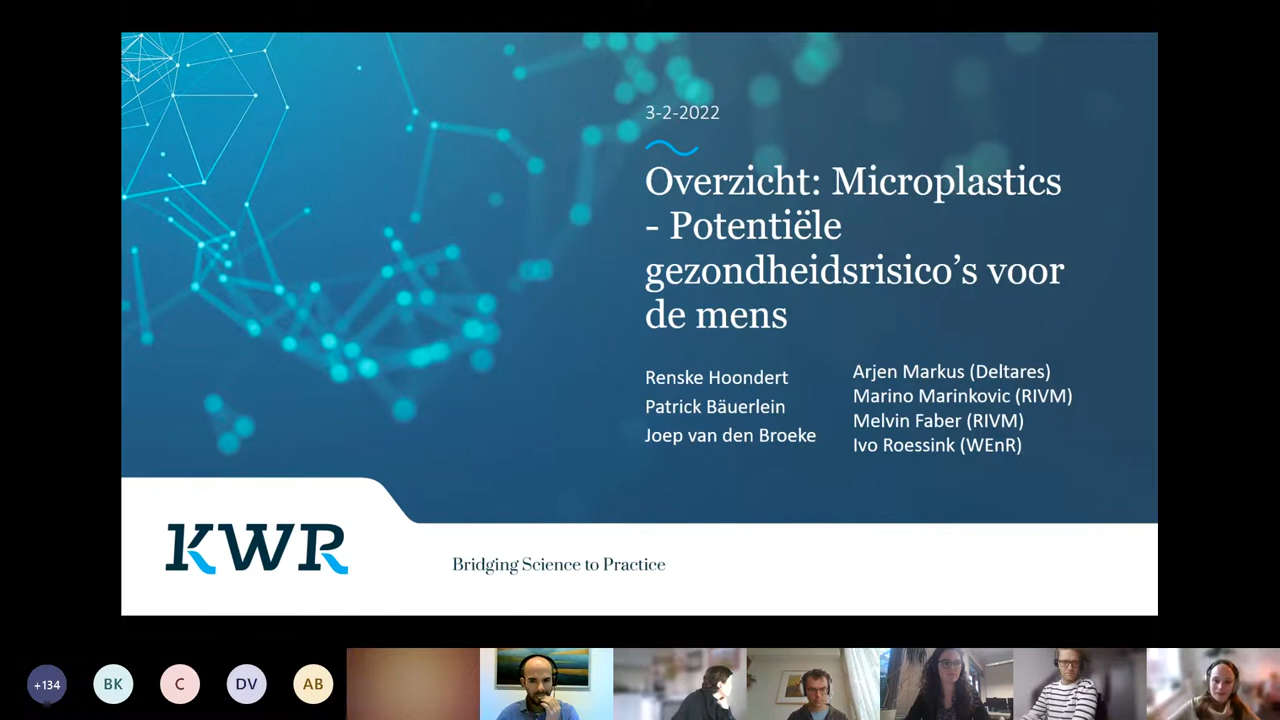 3-2-2022
Overzicht: Microplastics
- Potentiële
gezondheidsrisico’s voor
de mens
Renske Hoondert
Patrick Bäuerlein
Joep van den Broeke
Arjen Markus (Deltares)
Marino Marinkovic (RIVM)
Melvin Faber (RIVM)
Ivo Roessink (WEnR)
KWR
Bridging Science to Practice
+134
BK
C
DV
AB